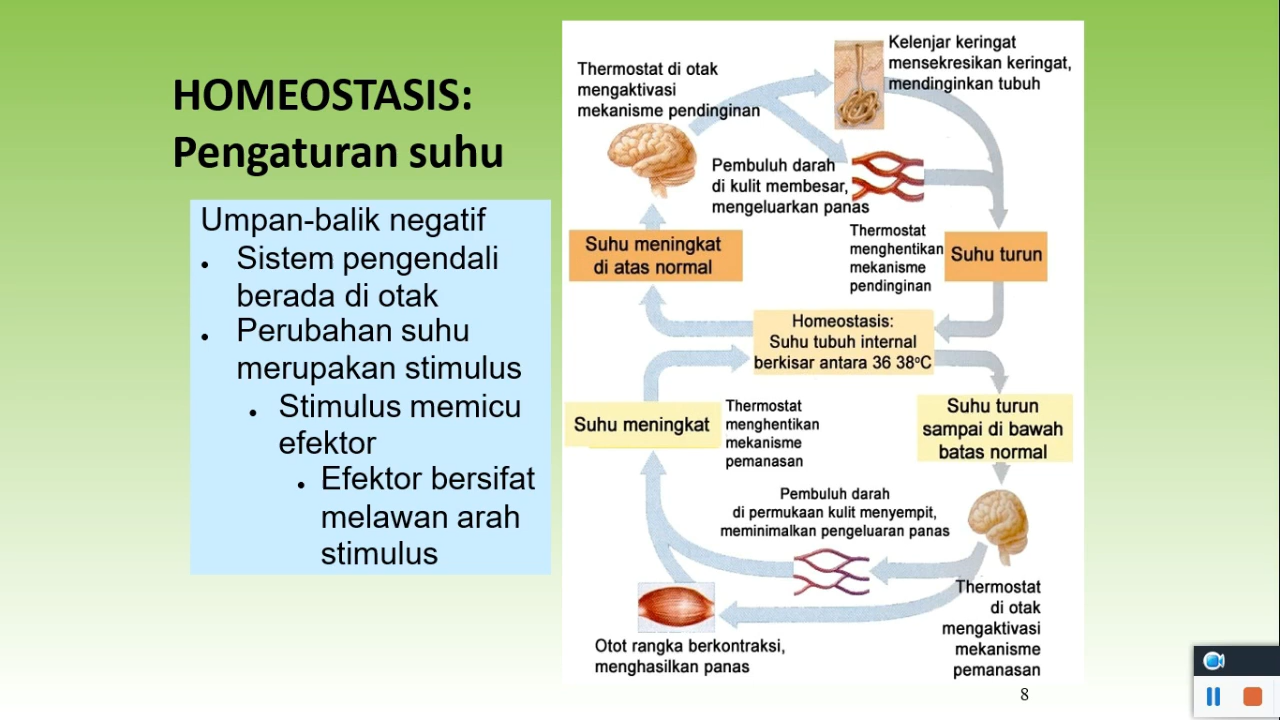 HOMEOSTASIS:
Pengaturan suhu
Umpan-balik negatif
• Sistem pengendali
berada di otak
• Perubahan suhu
merupakan stimulus
• Stimulus memicu
efektor
• Efektor bersifat
melawan arah
stimulus
Thermostat di otak
mengaktivasi
mekanisme pendinginan
Kelenjar keringat
mensekresikan keringat,
mendinginkan tubuh
Pembuluh darah
di kulit membesar,
mengeluarkan panas
Suhu meningkat
di atas normal
Thermostat
menghentikan
mekanisme
pendinginan
Suhu turun
Homeostasis:
Suhu tubuh internal
berkisar antara 36 38°C
Suhu meningkat
Thermostat
menghentikan
mekanisme
pemanasan
Suhu turun
sampai di bawah
batas normal
Pembuluh darah
di permukaan kulit menyempit,
meminimalkan pengeluaran panas
Thermostat
di otak
mengaktivasi
mekanisme
pemanasan
Otot rangka berkontraksi,
menghasilkan panas
8